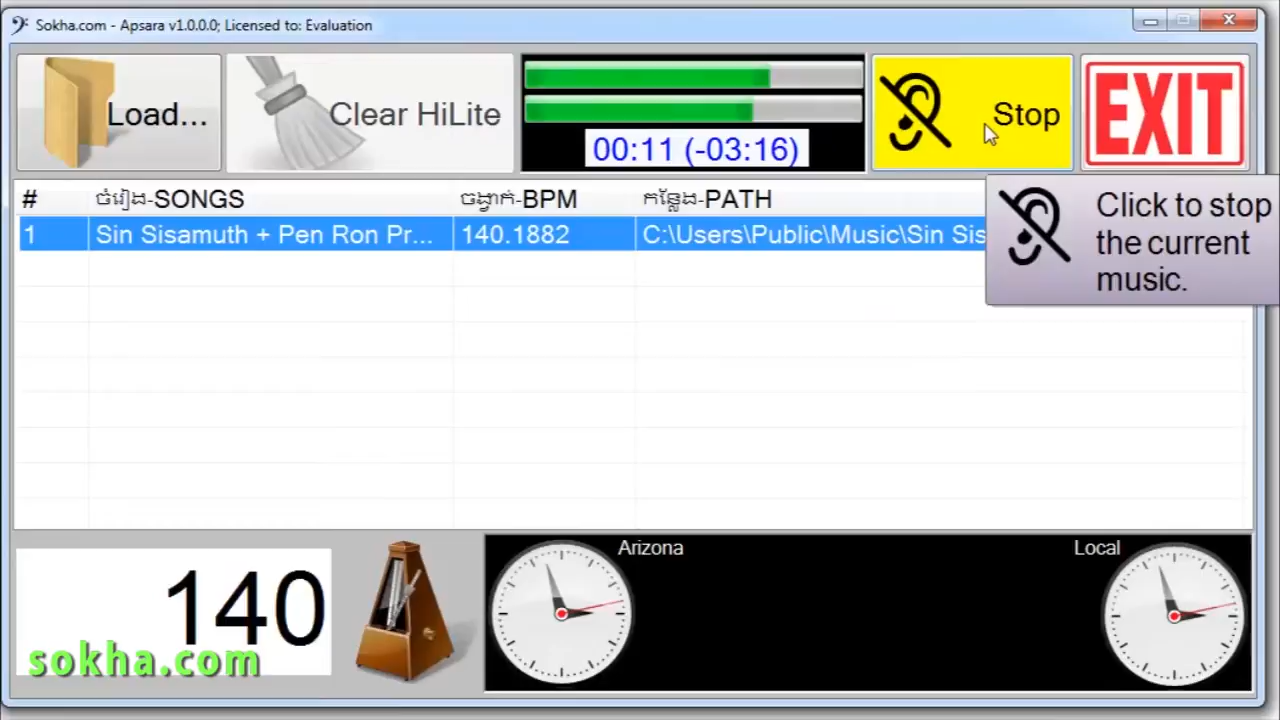 Sokha.com - Apsara v1.0.0.0; Licensed to: Evaluation
Load...
Clear HiLite
00:11 (-03:16)
Stop
EXIT
# ចំរៀង-SONGS ចង្វាក់-BPM កន្លែង-PATH
1 Sin Sisamuth + Pen Ron Pr... 140.1882 C:\Users\Public\Music\Sin Sis
Click to stop
the current
music.
140
sokha.com
Arizona
Local